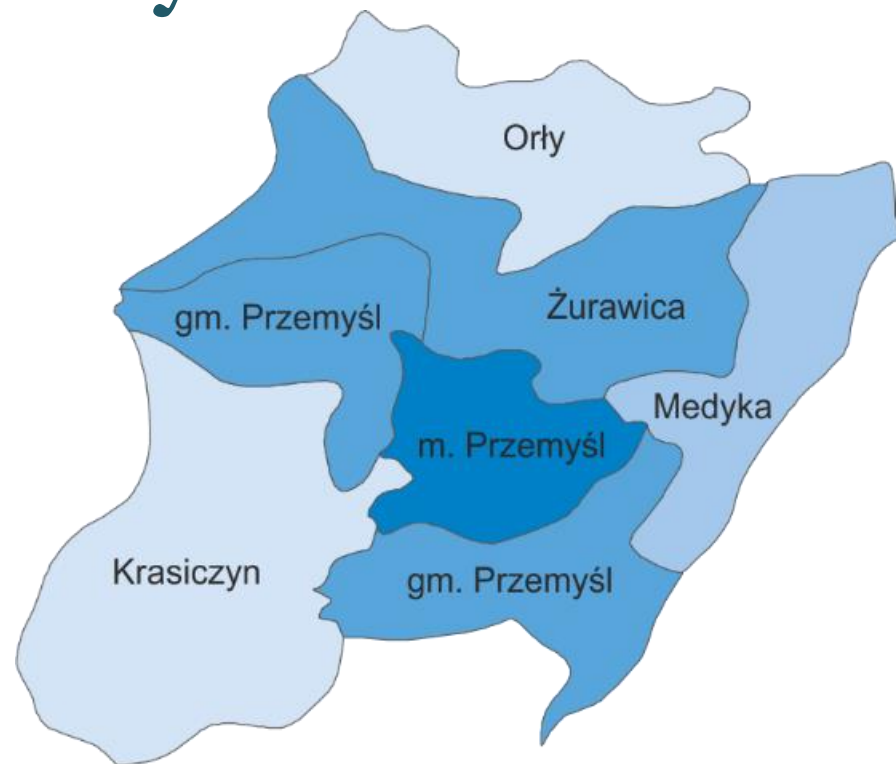 Orły
gm. Przemyśl
Żurawica
Medyka
m. Przemyśl
Krasiczyn
gm. Przemyśl